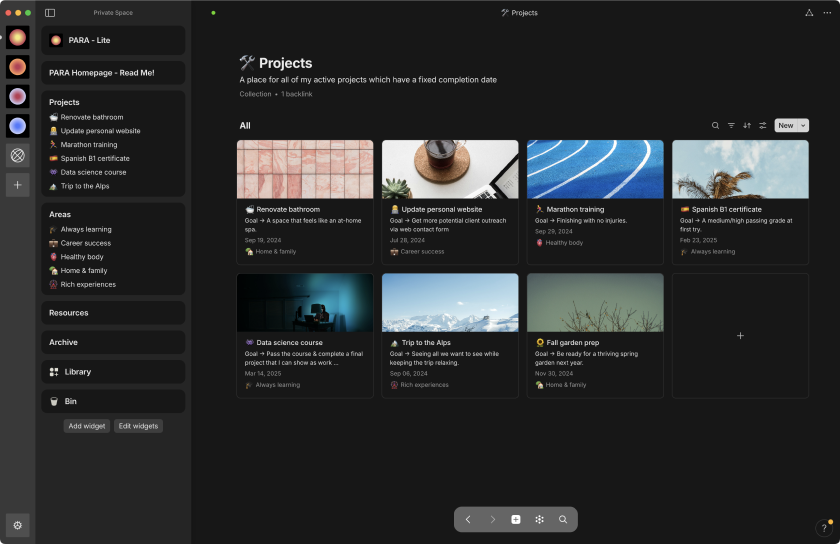 Private Space
PARA - Lite
PARA Homepage - Read Me!
Projects
Renovate bathroom
Update personal website
Marathon training
Spanish B1 certificate
Data science course
Trip to the Alps
Areas
Always learning
Career success
Healthy body
Home & family
Rich experiences
Resources
Archive
Library
Bin
Add widget
Edit widgets
Projects
Projects
A place for all of my active projects which have a fixed completion date
Collection • 1 backlink
All
New
Renovate bathroom
Goal → A space that feels like an at-home
spa.
Sep 19, 2024
Home & family
Update personal website
Goal → Get more potential client outreach
via web contact form
Jul 28, 2024
Career success
Marathon training
Goal → Finishing with no injuries.
Sep 29, 2024
Healthy body
Spanish B1 certificate
Goal → A medium/high passing grade at
first try.
Feb 23, 2025
Always learning
Data science course
Goal → Pass the course & complete a final
project that I can show as work ...
Mar 14, 2025
Always learning
Trip to the Alps
Goal → Seeing all we want to see while
keeping the trip relaxing.
Sep 06, 2024
Rich experiences
Fall garden prep
Goal → Be ready for a thriving spring
garden next year.
Nov 30, 2024
Home & family
?